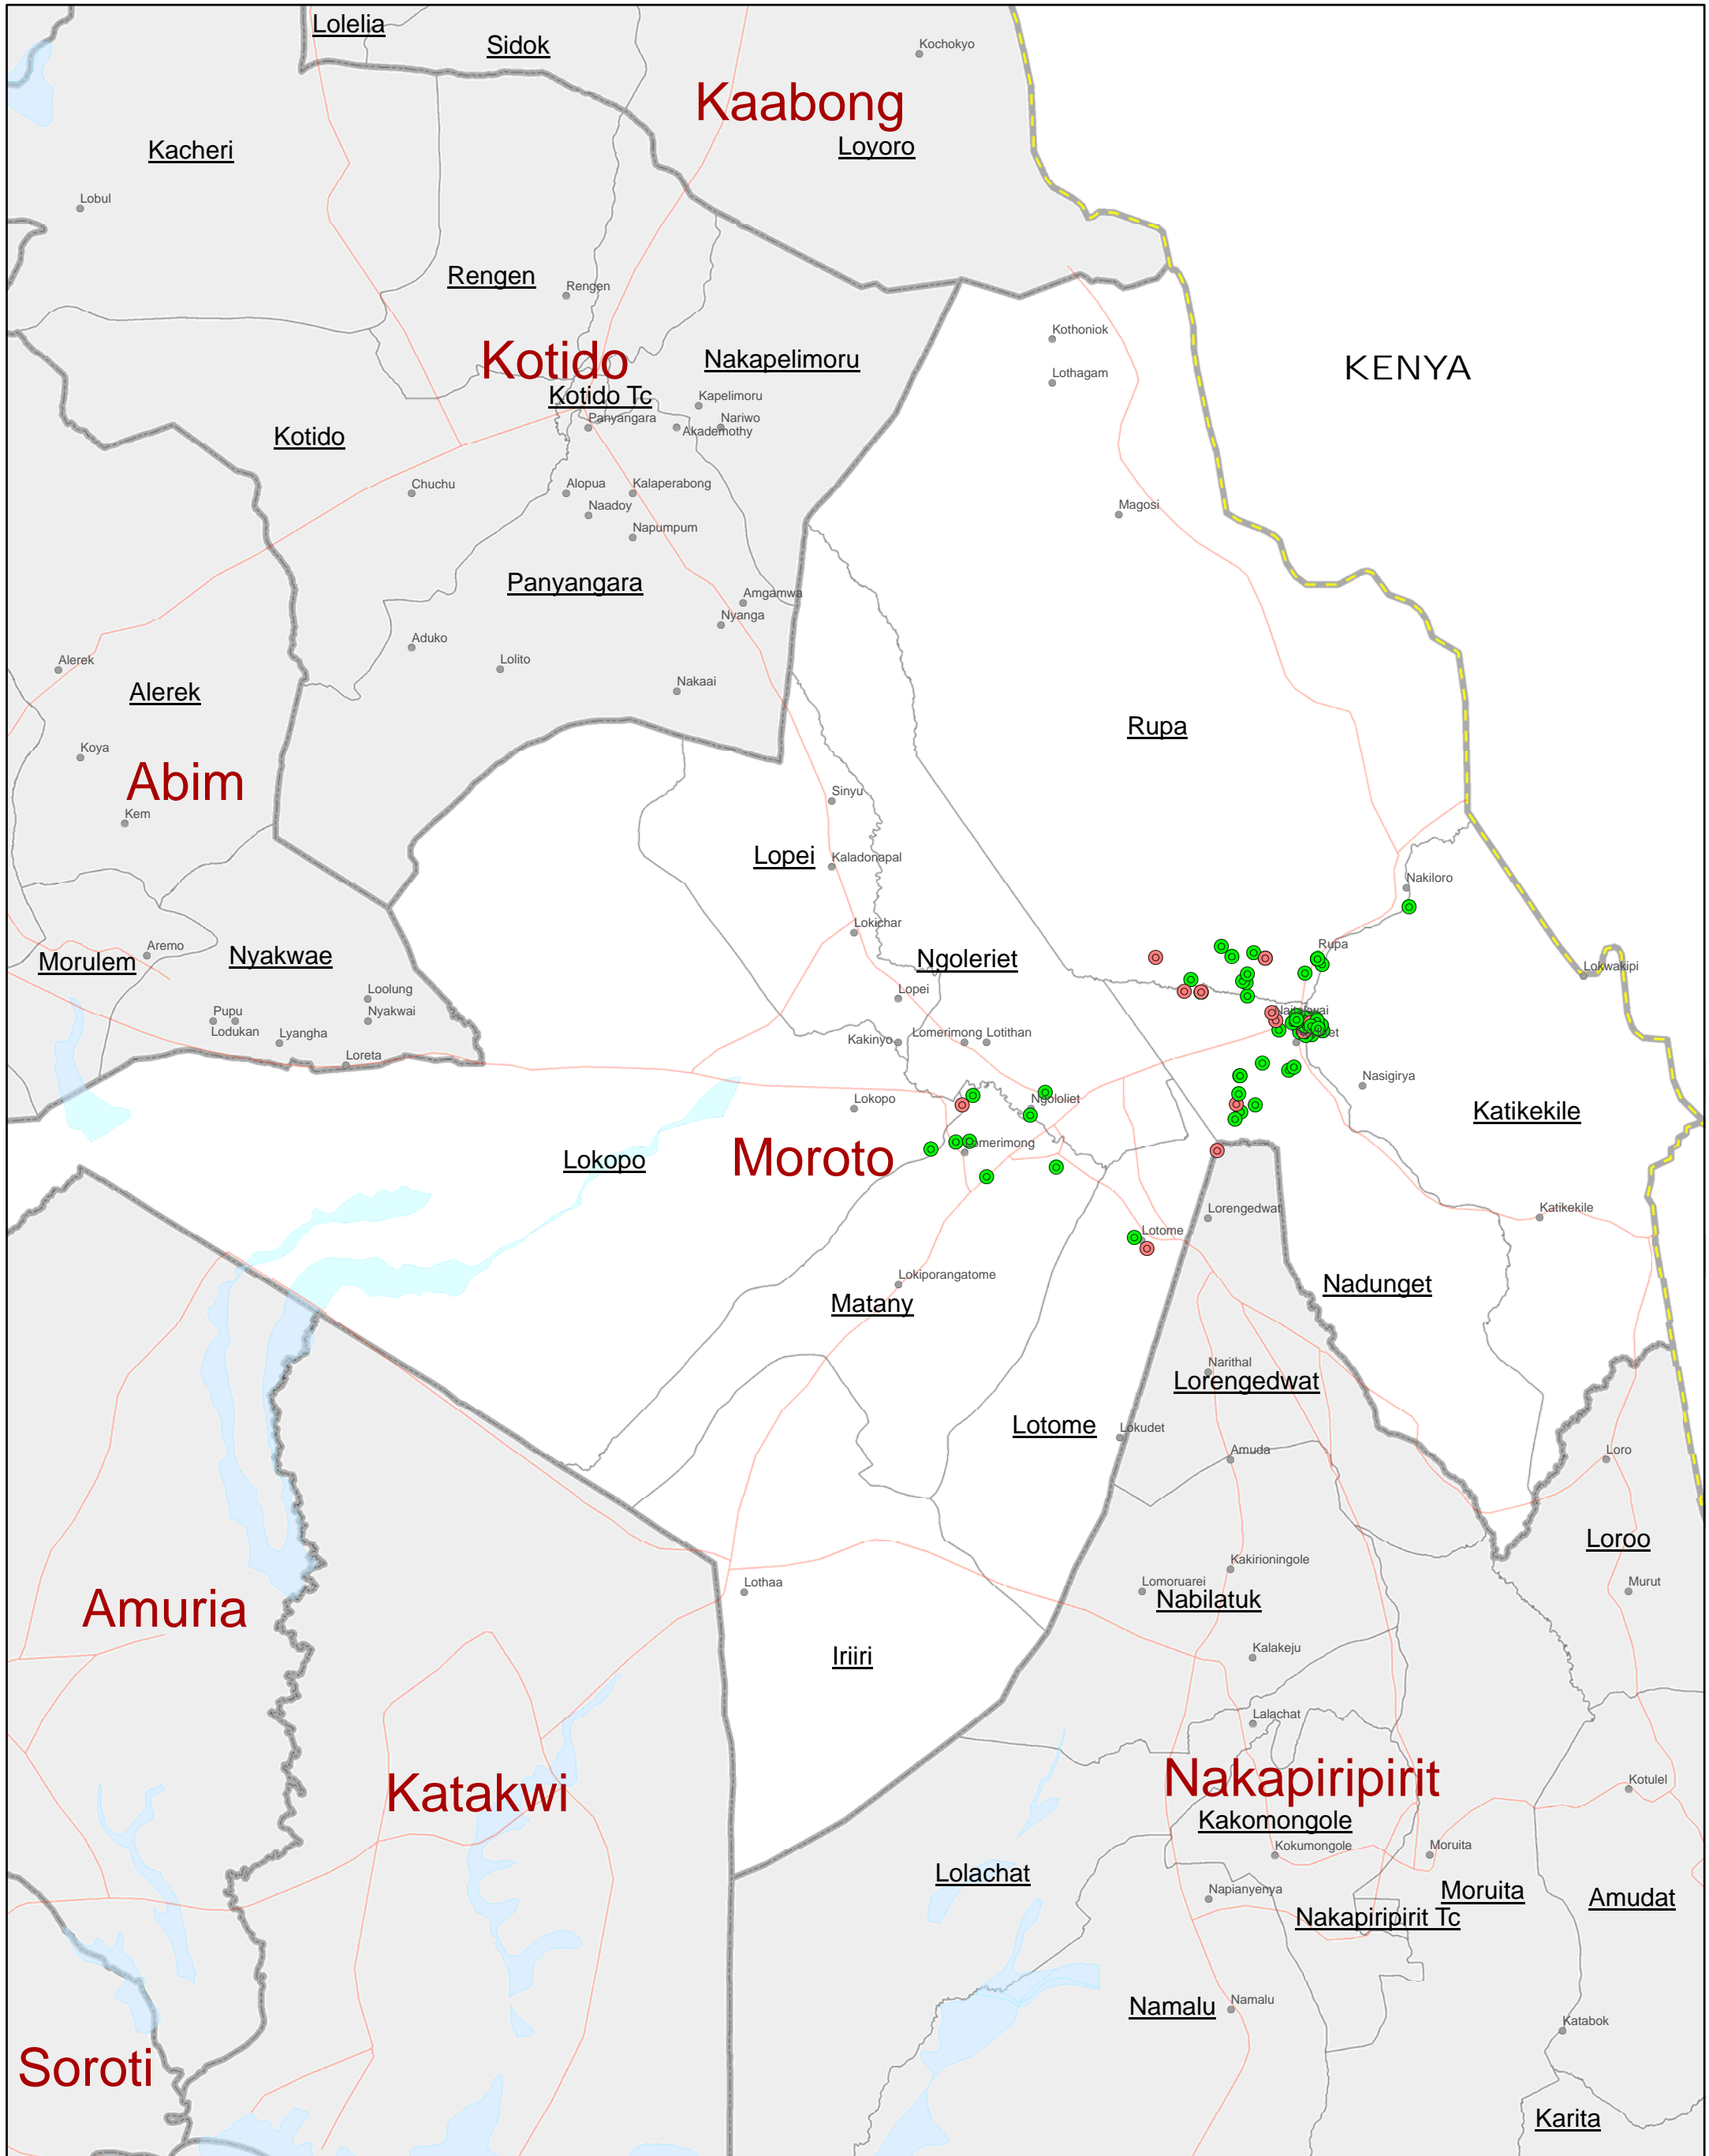 Lolelia
Sidok
Kochokyo
Kaabong
Loyoro
Kacheri
Lobul
Rengen
Rengen
Kothoniok
Kotido
Nakapelimoru
KENYA
Lothagam
Kotido Tc
Kapelimoru
Panyangara
Nariwo
Akademothy
Kotido
Chuchu
Alopua
Kalaperabong
Naadoy
Magosi
Napumpum
Panyangara
Amgamwa
Nyanga
Aduko
Lolito
Alerek
Nakaai
Alerek
Rupa
Koya
Abim
Sinyu
Kem
Lopei
Kaladonapal
Nakiloro
Lokichar
Aremo
Rupa
Morulem
Nyakwae
Ngoleriet
Lokwakipi
Loolung
Lopei
Pupu
Nyakwai
Lodukan
Lyangha
Kakinyo
Lomerimong
Lotithan
Loreta
Nasigirya
Lokopo
Ngololiet
Katikekile
Lomerimong
Moroto
Lokopo
Lorengedwat
Katikekile
Lotome
Lokiporangatome
Nadunget
Matany
Narithal
Lorengedwat
Lotome
Lokudet
Amuda
Loro
Loroo
Kakirioningole
Lothaa
Lomoruarei
Murut
Nabilatuk
Amuria
Iriiri
Kalakeju
Lalachat
Nakapiripirit
Katakwi
Kotulel
Kakomongole
Kokumongole
Moruita
Lolachat
Napianyenya
Moruita
Amudat
Nakapiripirit Tc
Namalu
Namalu
Katabok
Soroti
Karita